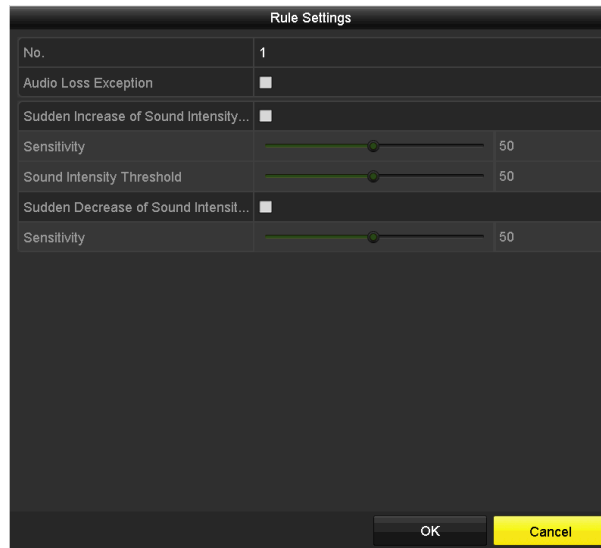 Rule Settings
No. 1
Audio Loss Exception
Sudden Increase of Sound Intensity...
Sensitivity 50
Sound Intensity Threshold 50
Sudden Decrease of Sound Intensit...
Sensitivity 50
OK Cancel